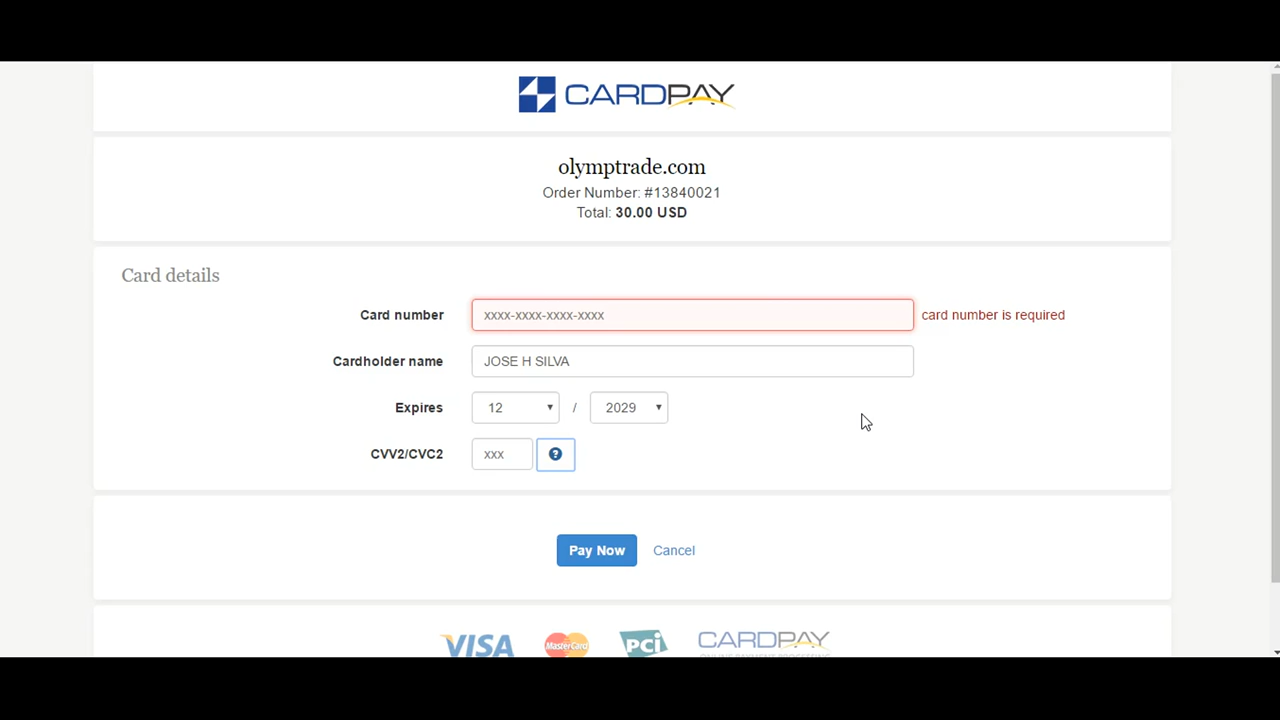 CARDPAY
olymptrade.com
Order Number: #13840021
Total: 30.00 USD
Card details
Card number xxxx-xxxx-xxxx-xxxx card number is required
Cardholder name JOSE H SILVA
Expires 12 / 2029
CVV2/CVC2 xxx ?
Pay Now Cancel
VISA MasterCard PCi CARDPAY